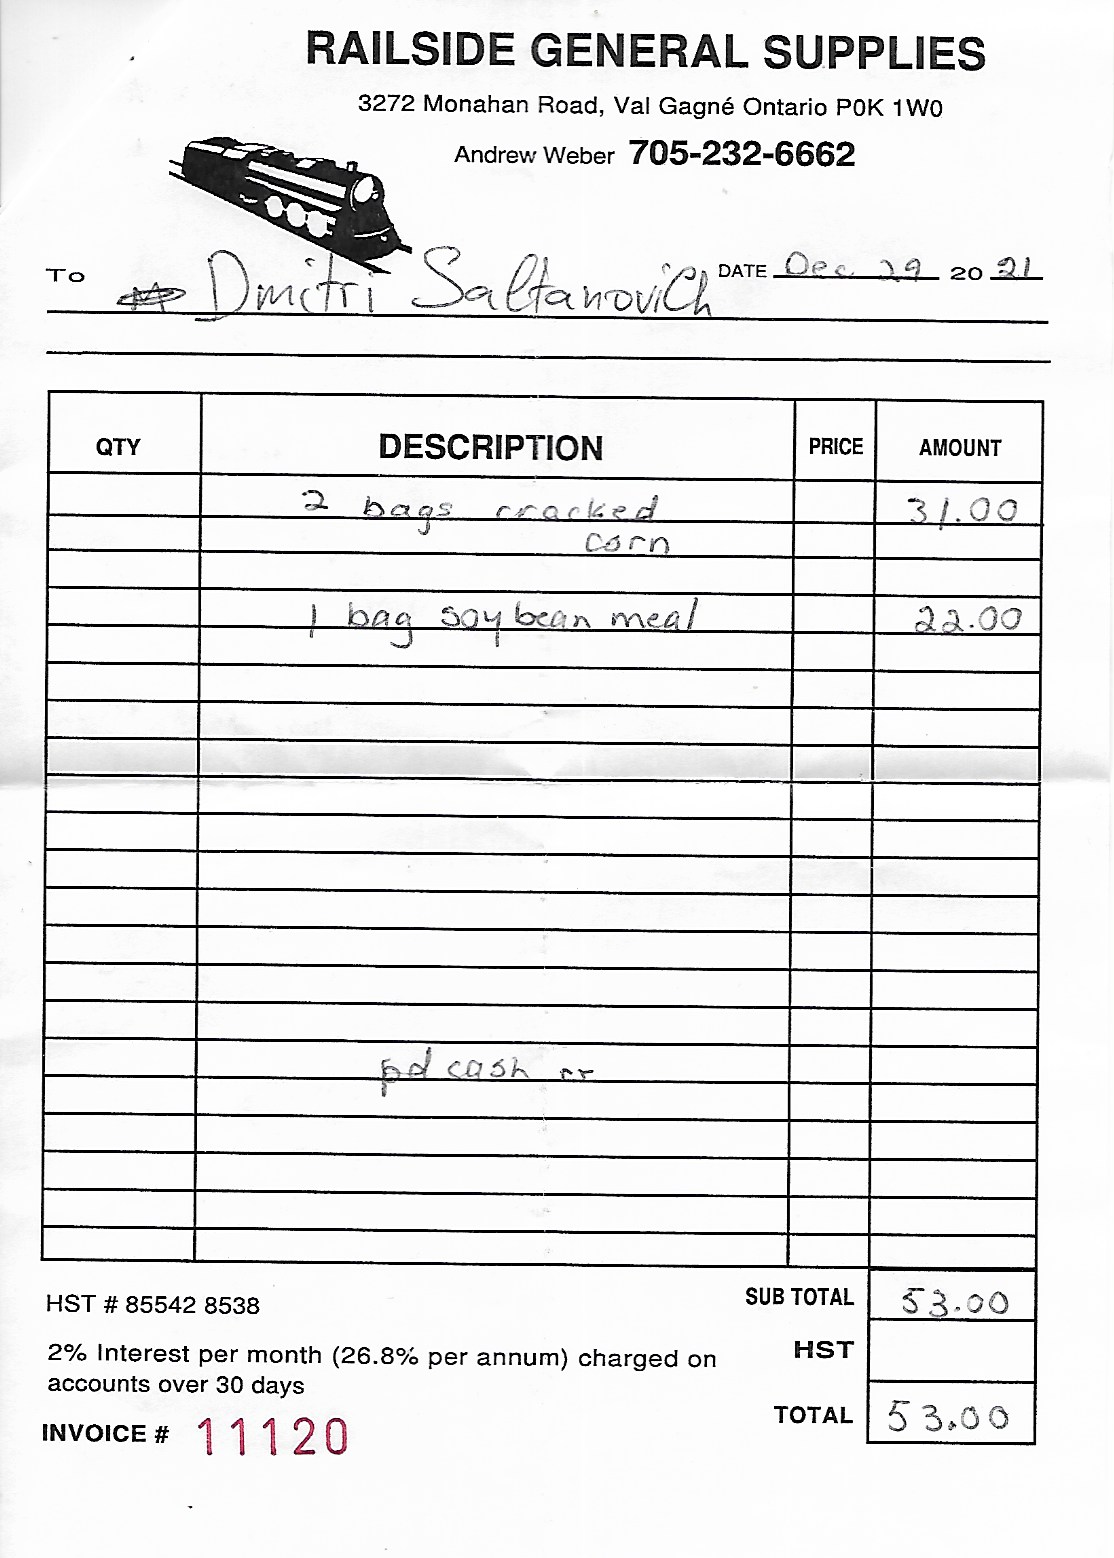 RAILSIDE GENERAL SUPPLIES
3272 Monahan Road, Val Gagné Ontario P0K 1W0
Andrew Weber 705-232-6662
To Dmitri Saltanovich DATE Dec 29 20 21
QTY DESCRIPTION PRICE AMOUNT
2 bags cracked 31.00
corn
1 bag soybean meal 22.00
pd cash
HST # 85542 8538 SUB TOTAL 53.00
2% Interest per month (26.8% per annum) charged on HST
accounts over 30 days
INVOICE # 11120 TOTAL 53.00